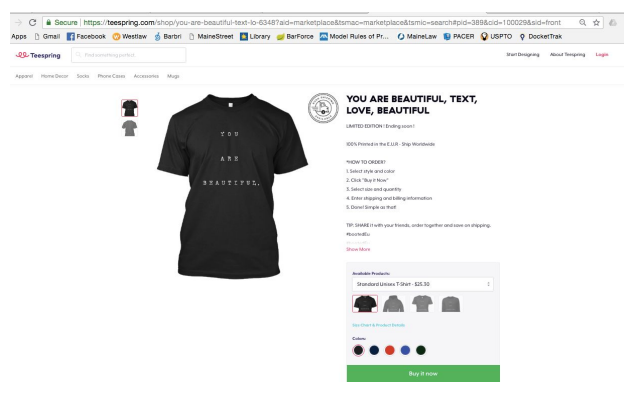 Secure | https://teespring.com/shop/you-are-beautiful-text-lo-6348?aid=marketplace&tsmac=marketplace&tsmic=search#pid=389&cid=100029&sid=front
Apps Gmail Facebook Westlaw Barbri MaineStreet Library BarForce Model Rules of Pr... MaineLaw PACER USPTO DocketTrak
Teespring Find something perfect Start Designing About Teespring Login
Apparel Home Decor Socks Phone Cases Accessories Mugs
YOU
ARE
BEAUTIFUL.
YOU ARE BEAUTIFUL, TEXT,
LOVE, BEAUTIFUL
LIMITED EDITION ! Ending soon !
100% Printed in the E.U.R - Ship Worldwide
*HOW TO ORDER?
1. Select style and color
2. Click "Buy it Now"
3. Select size and quantity
4. Enter shipping and billing information
5. Done! Simple as that!
TIP: SHARE it with your friends, order together and save on shipping.
#boostedEu
Show More
Available Products:
Standard Unisex T-Shirt - $25.30
Size Chart & Product Details
Colors:
Buy it now